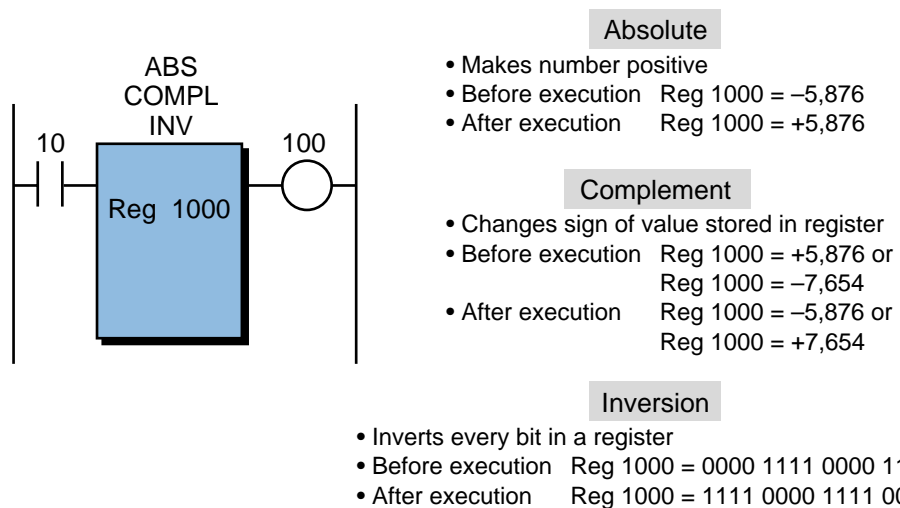 ABS
COMPL
INV
10
100
Reg 1000
Absolute
• Makes number positive
• Before execution Reg 1000 = –5,876
• After execution Reg 1000 = +5,876
Complement
• Changes sign of value stored in register
• Before execution Reg 1000 = +5,876 or
Reg 1000 = –7,654
• After execution Reg 1000 = –5,876 or
Reg 1000 = +7,654
Inversion
• Inverts every bit in a register
• Before execution Reg 1000 = 0000 1111 0000
• After execution Reg 1000 = 1111 0000 1111